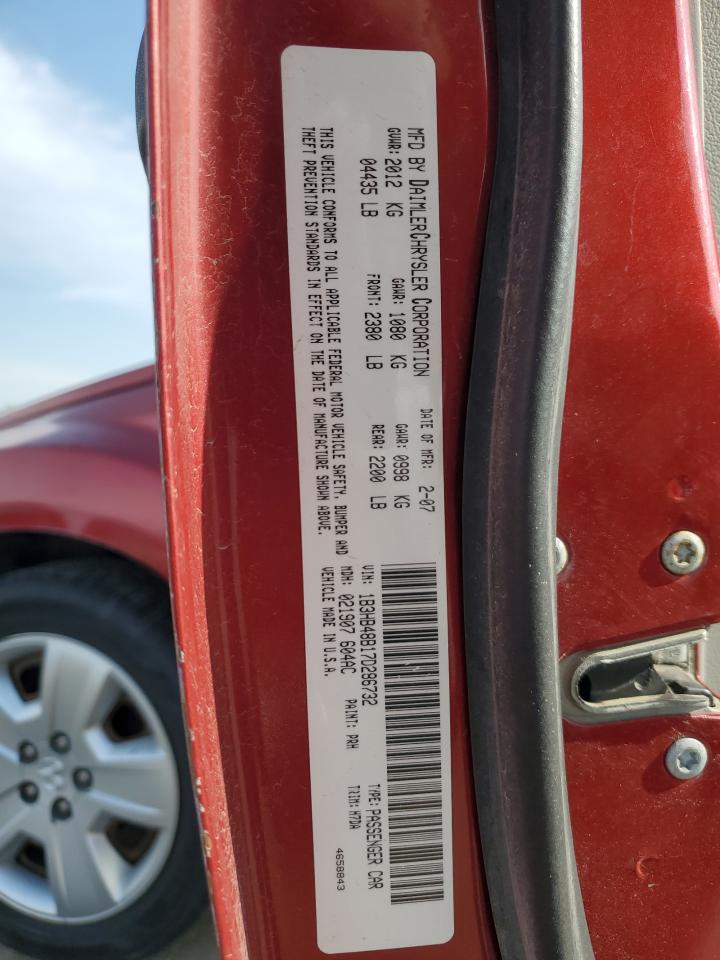 MFD BY DAIMLERCHRYSLER CORPORATION DATE OF MFR: 2-07
GVWR: 2012 KG GAWR: 1080 KG GAWR: 0998 KG
04435 LB FRONT: 2380 LB REAR: 2200 LB
THIS VEHICLE CONFORMS TO ALL APPLICABLE FEDERAL MOTOR VEHICLE SAFETY, BUMPER AND
THEFT PREVENTION STANDARDS IN EFFECT ON THE DATE OF MANUFACTURE SHOWN ABOVE.
VIN: 1B3HB48B17D286732 TYPE: PASSENGER CAR
MDH: 021907 604AC PAINT: PRH TRIM: H7DA
VEHICLE MADE IN U.S.A. 4658843